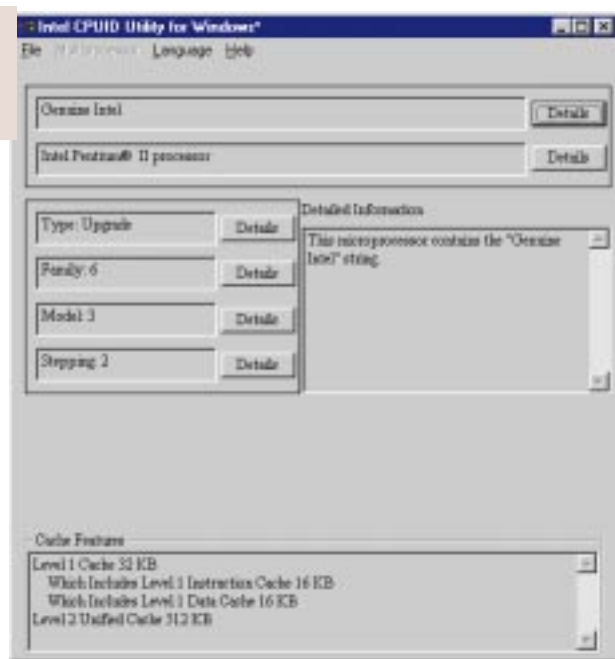 Intel CPUID Utility for Windows*
File Multiprocessor Language Help
Genuine Intel
Details
Intel Pentium® II processor
Details
Type: Upgrade
Details
Family: 6
Details
Model: 3
Details
Stepping: 2
Details
Detailed Information
This microprocessor contains the "Genuine
Intel" string.
Cache Features
Level 1 Cache 32 KB
Which Includes Level 1 Instruction Cache 16 KB
Which Includes Level 1 Data Cache 16 KB
Level 2 Unified Cache 512 KB